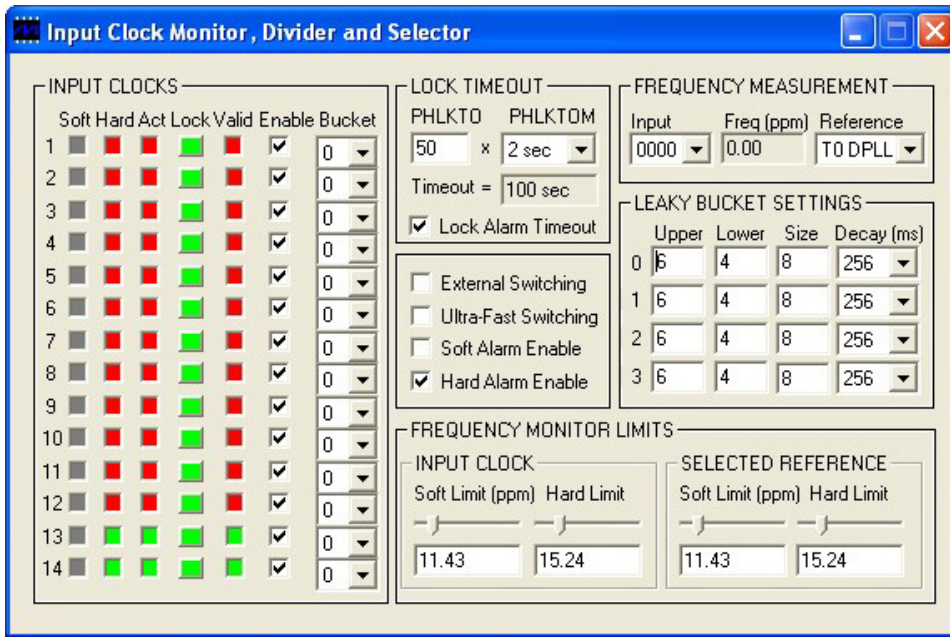 Input Clock Monitor, Divider and Selector
INPUT CLOCKS
Soft Hard Act Lock Valid Enable Bucket
1 0
2 0
3 0
4 0
5 0
6 0
7 0
8 0
9 0
10 0
11 0
12 0
13 0
14 0
LOCK TIMEOUT
PHLKTO PHLKTOM
50 x 2 sec
Timeout = 100 sec
Lock Alarm Timeout
External Switching
Ultra-Fast Switching
Soft Alarm Enable
Hard Alarm Enable
FREQUENCY MEASUREMENT
Input Freq (ppm) Reference
0000 0.00 T0 DPLL
LEAKY BUCKET SETTINGS
Upper Lower Size Decay (ms)
0 6 4 8 256
1 6 4 8 256
2 6 4 8 256
3 6 4 8 256
FREQUENCY MONITOR LIMITS
INPUT CLOCK
Soft Limit (ppm) Hard Limit
11.43 15.24
SELECTED REFERENCE
Soft Limit (ppm) Hard Limit
11.43 15.24